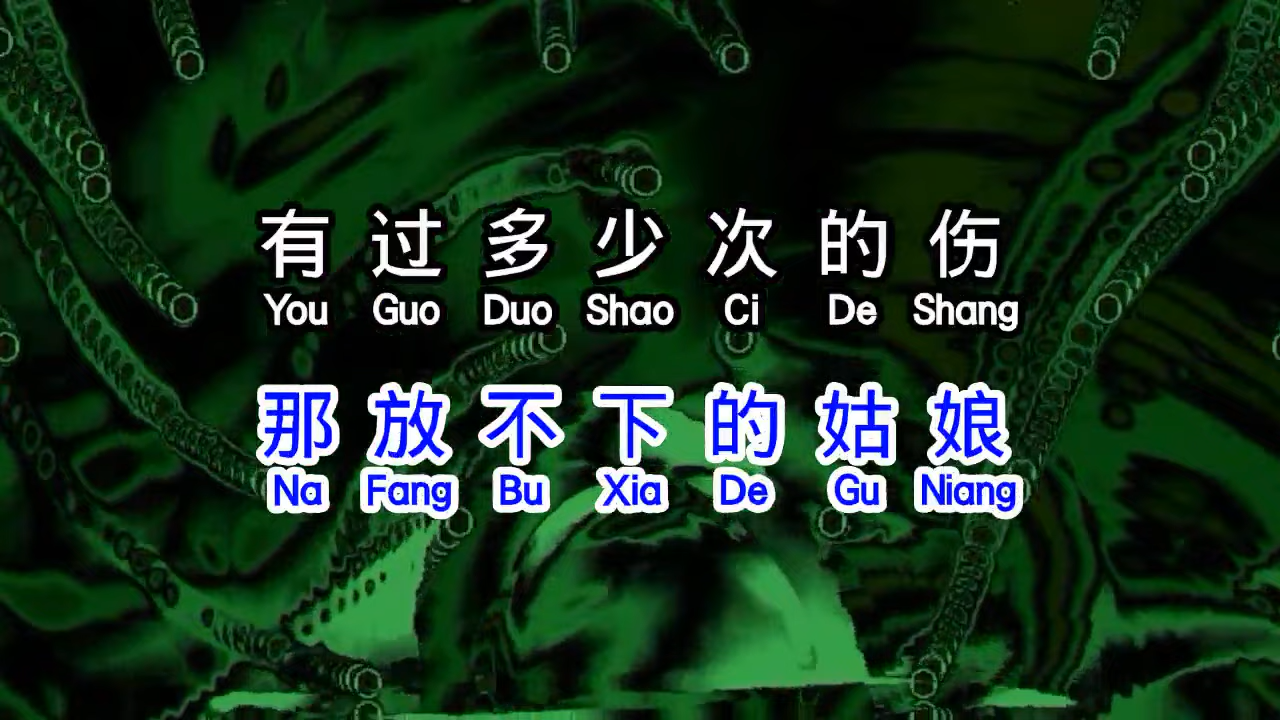 有 过 多 少 次 的 伤
You Guo Duo Shao Ci De Shang
那 放 不 下 的 姑 娘
Na Fang Bu Xia De Gu Niang